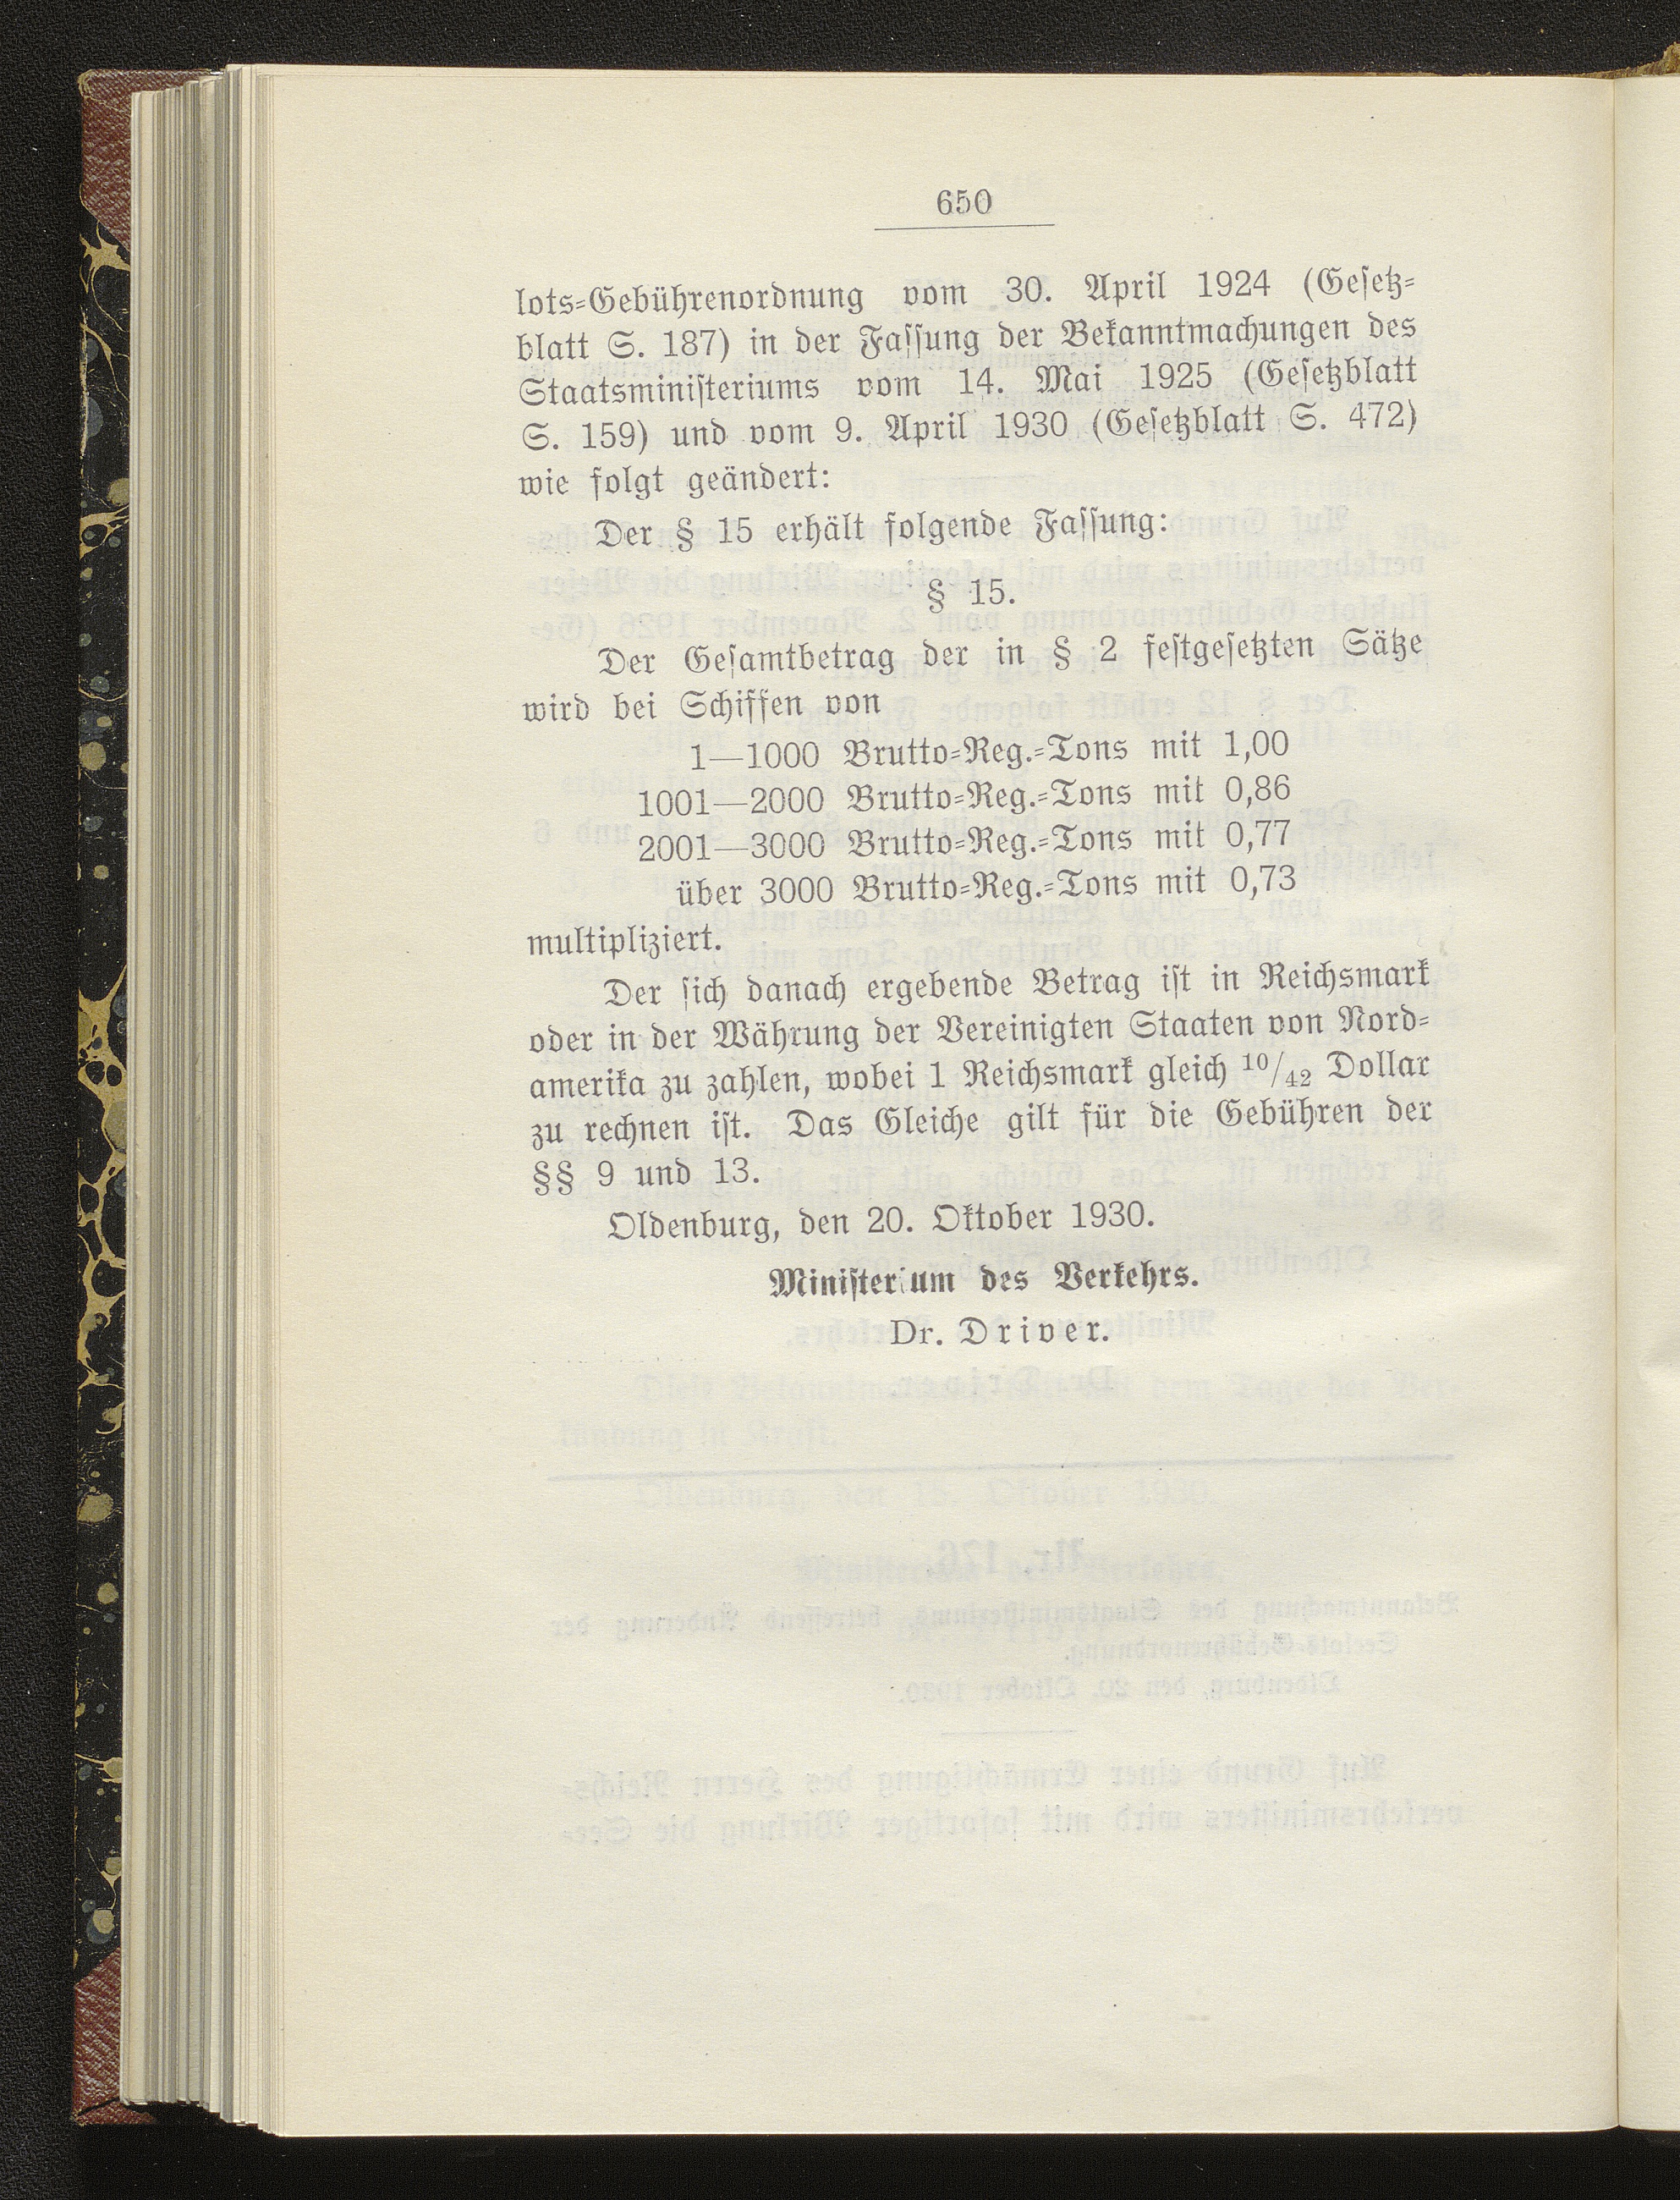 650
lots-Gebührenordnung vom 30. April 1924 (Gesetz-
blatt S. 187) in der Fassung der Bekanntmachungen des
Staatsministeriums vom 14. Mai 1925 (Gesetzblatt
S. 159) und vom 9. April 1930 (Gesetzblatt S. 472)
wie folgt geändert:
Der § 15 erhält folgende Fassung:
§ 15.
Der Gesamtbetrag der in § 2 festgesetzten Sätze
wird bei Schiffen von
1—1000 Brutto-Reg.-Tons mit 1,00
1001—2000 Brutto-Reg.-Tons mit 0,86
2001—3000 Brutto-Reg.-Tons mit 0,77
über 3000 Brutto-Reg.-Tons mit 0,73
multipliziert.
Der sich danach ergebende Betrag ist in Reichsmark
oder in der Währung der Vereinigten Staaten von Nord-
amerika zu zahlen, wobei 1 Reichsmark gleich 10/42 Dollar
zu rechnen ist. Das Gleiche gilt für die Gebühren der
§§ 9 und 13.
Oldenburg, den 20. Oktober 1930.
Ministerium des Verkehrs.
Dr. Driver.